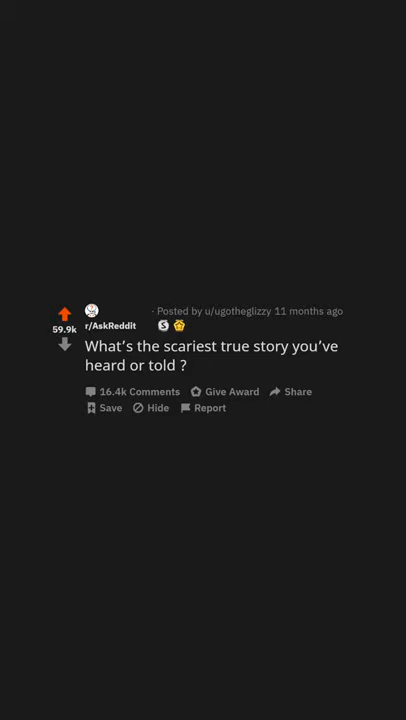 · Posted by u/ugotheglizzy 11 months ago
59.9k
r/AskReddit
What’s the scariest true story you’ve
heard or told ?
16.4k Comments Give Award Share
Save Hide Report